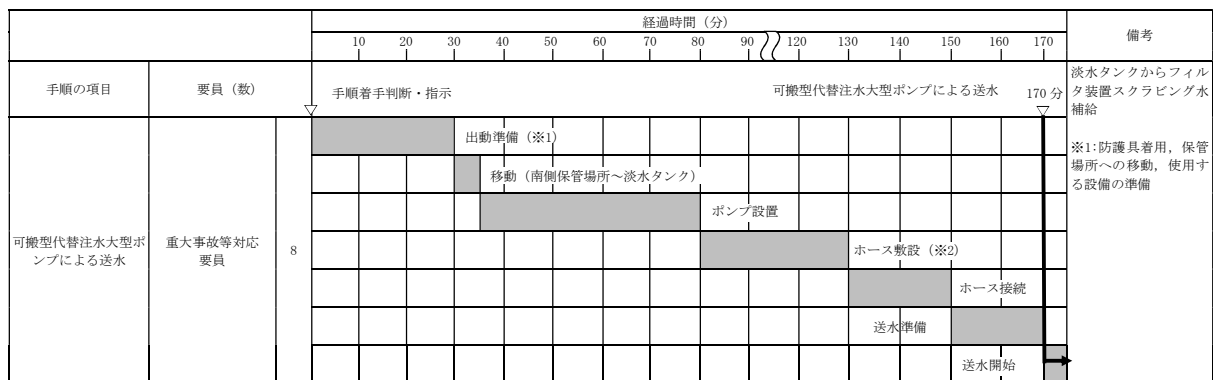 経過時間（分）
備考
10 20 30 40 50 60 70 80 90 120 130 140 150 160 170
手順の項目
要員（数）
手順着手判断・指示
可搬型代替注水大型ポンプによる送水
170 分
淡水タンクからフィル
タ装置スクラビング水
補給
※1:防護具着用，保管
場所への移動，使用す
る設備の準備
可搬型代替注水大型ポ
ンプによる送水
重大事故等対応
要員
8
出動準備（※1）
移動（南側保管場所～淡水タンク）
ポンプ設置
ホース敷設（※2）
ホース接続
送水準備
送水開始